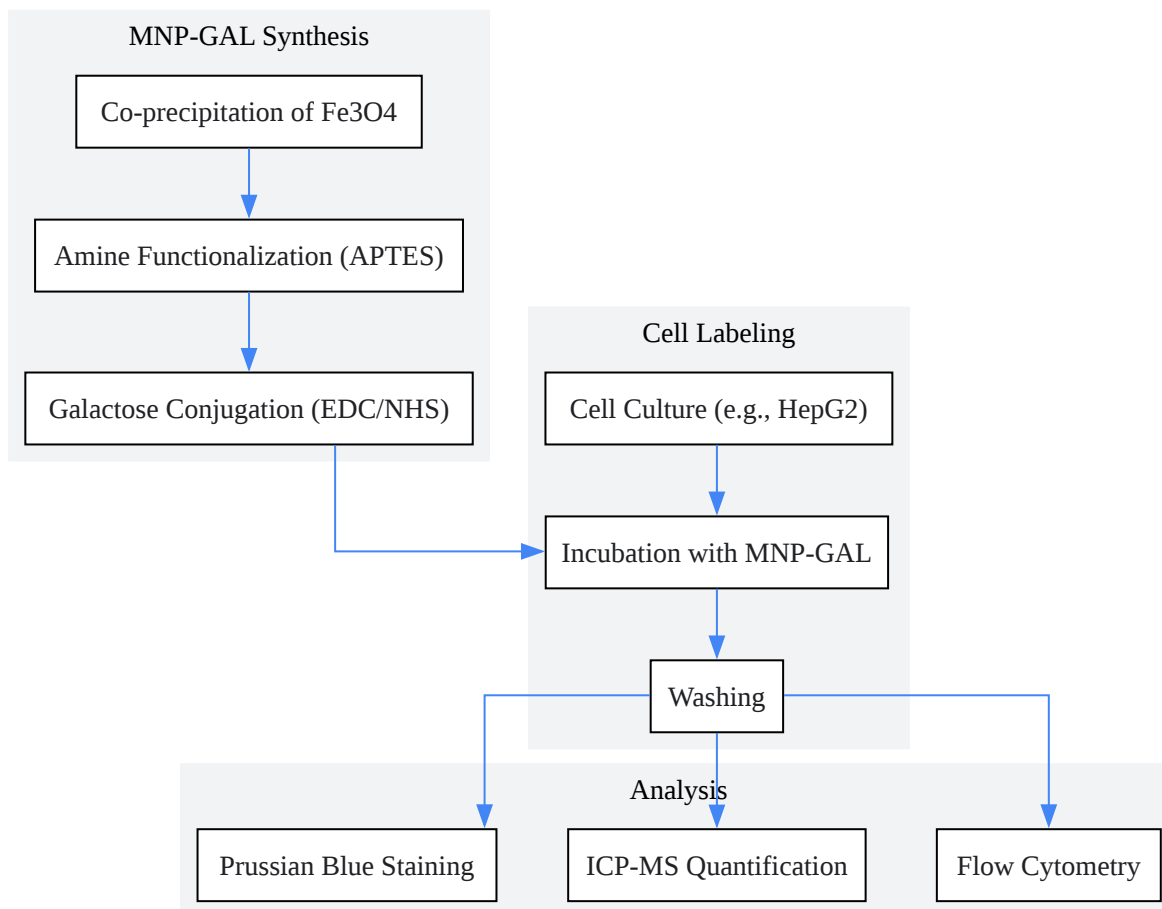 MNP-GAL Synthesis
Co-precipitation of Fe3O4
Amine Functionalization (APTES)
Galactose Conjugation (EDC/NHS)
Cell Labeling
Cell Culture (e.g., HepG2)
Incubation with MNP-GAL
Washing
Analysis
Prussian Blue Staining
ICP-MS Quantification
Flow Cytometry